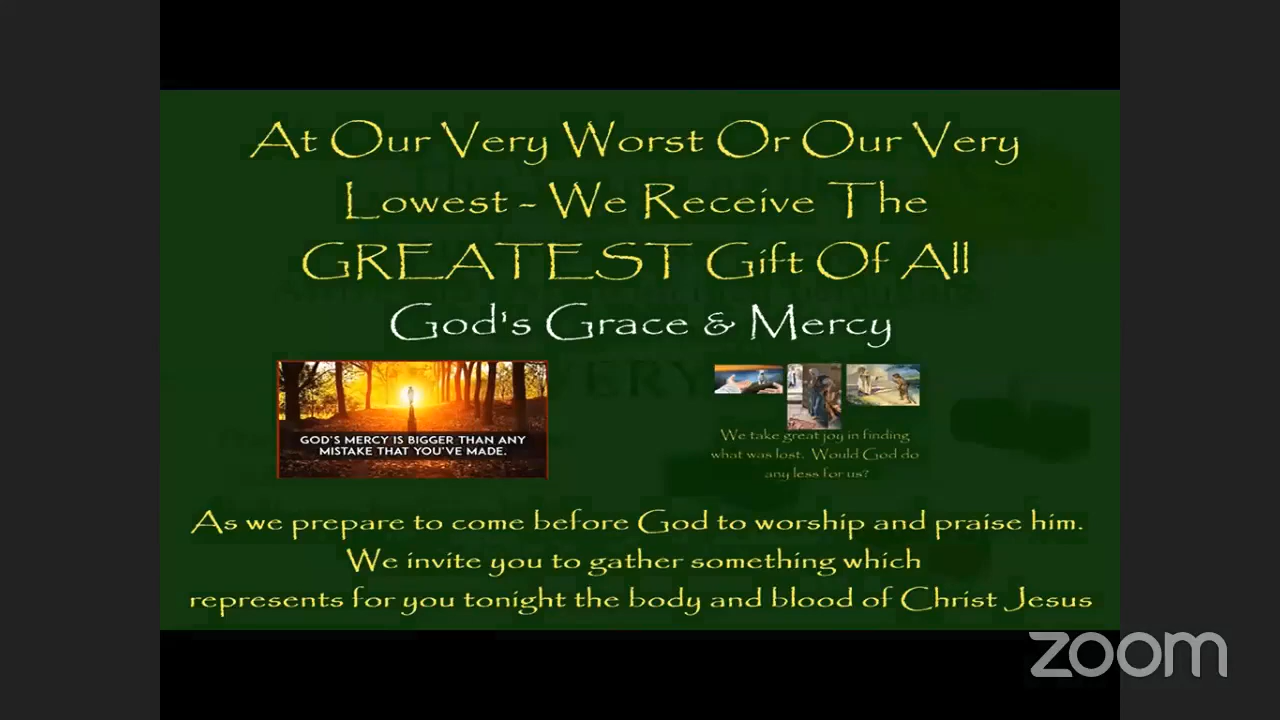 At Our Very Worst Or Our Very
Lowest - We Receive The
GREATEST Gift Of All
God's Grace & Mercy
GOD'S MERCY IS BIGGER THAN ANY
MISTAKE THAT YOU'VE MADE.
We take great joy in finding
what was lost. Would God do
any less for us?
As we prepare to come before God to worship and praise him.
We invite you to gather something which
represents for you tonight the body and blood of Christ Jesus
zoom